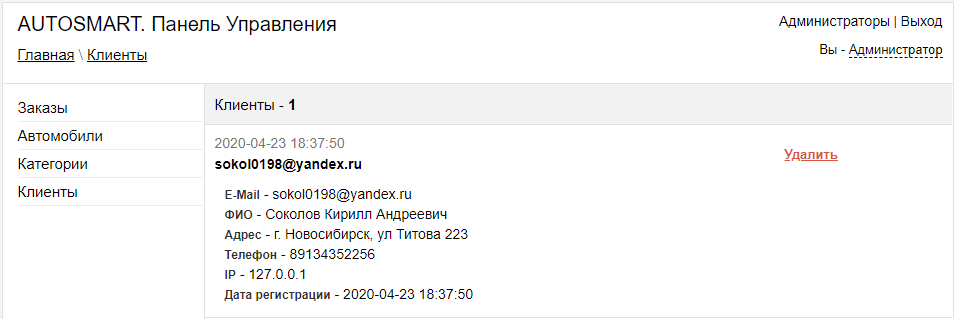 AUTOSMART. Панель Управления
Администраторы | Выход
Главная \ Клиенты
Вы - Администратор
Заказы
Автомобили
Категории
Клиенты
Клиенты - 1
2020-04-23 18:37:50
sokol0198@yandex.ru
Удалить
E-Mail - sokol0198@yandex.ru
ФИО - Соколов Кирилл Андреевич
Адрес - г. Новосибирск, ул Титова 223
Телефон - 89134352256
IP - 127.0.0.1
Дата регистрации - 2020-04-23 18:37:50